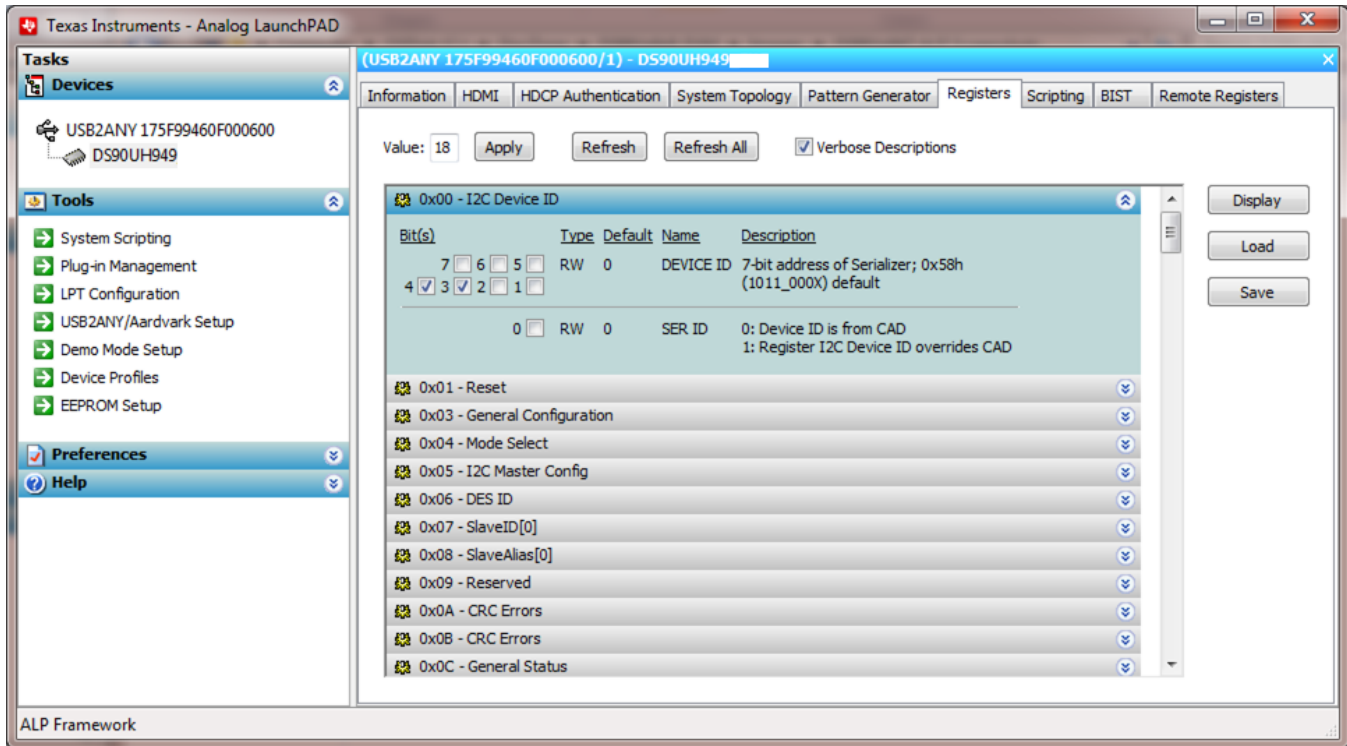 Texas Instruments - Analog LaunchPAD
Tasks
Devices
USB2ANY 175F99460F000600
DS90UH949
Tools
System Scripting
Plug-in Management
LPT Configuration
USB2ANY/Aardvark Setup
Demo Mode Setup
Device Profiles
EEPROM Setup
Preferences
Help
(USB2ANY 175F99460F000600/1) - DS90UH949
Information HDMI HDCP Authentication System Topology Pattern Generator Registers Scripting BIST Remote Registers
Value: 18 Apply Refresh Refresh All Verbose Descriptions
0x00 - I2C Device ID
Bit(s) Type Default Name Description
7 6 5 RW 0 DEVICE ID 7-bit address of Serializer; 0x58h
4 3 2 1 (1011_000X) default
0 RW 0 SER ID 0: Device ID is from CAD
1: Register I2C Device ID overrides CAD
0x01 - Reset
0x03 - General Configuration
0x04 - Mode Select
0x05 - I2C Master Config
0x06 - DES ID
0x07 - SlaveID[0]
0x08 - SlaveAlias[0]
0x09 - Reserved
0x0A - CRC Errors
0x0B - CRC Errors
0x0C - General Status
Display
Load
Save
ALP Framework